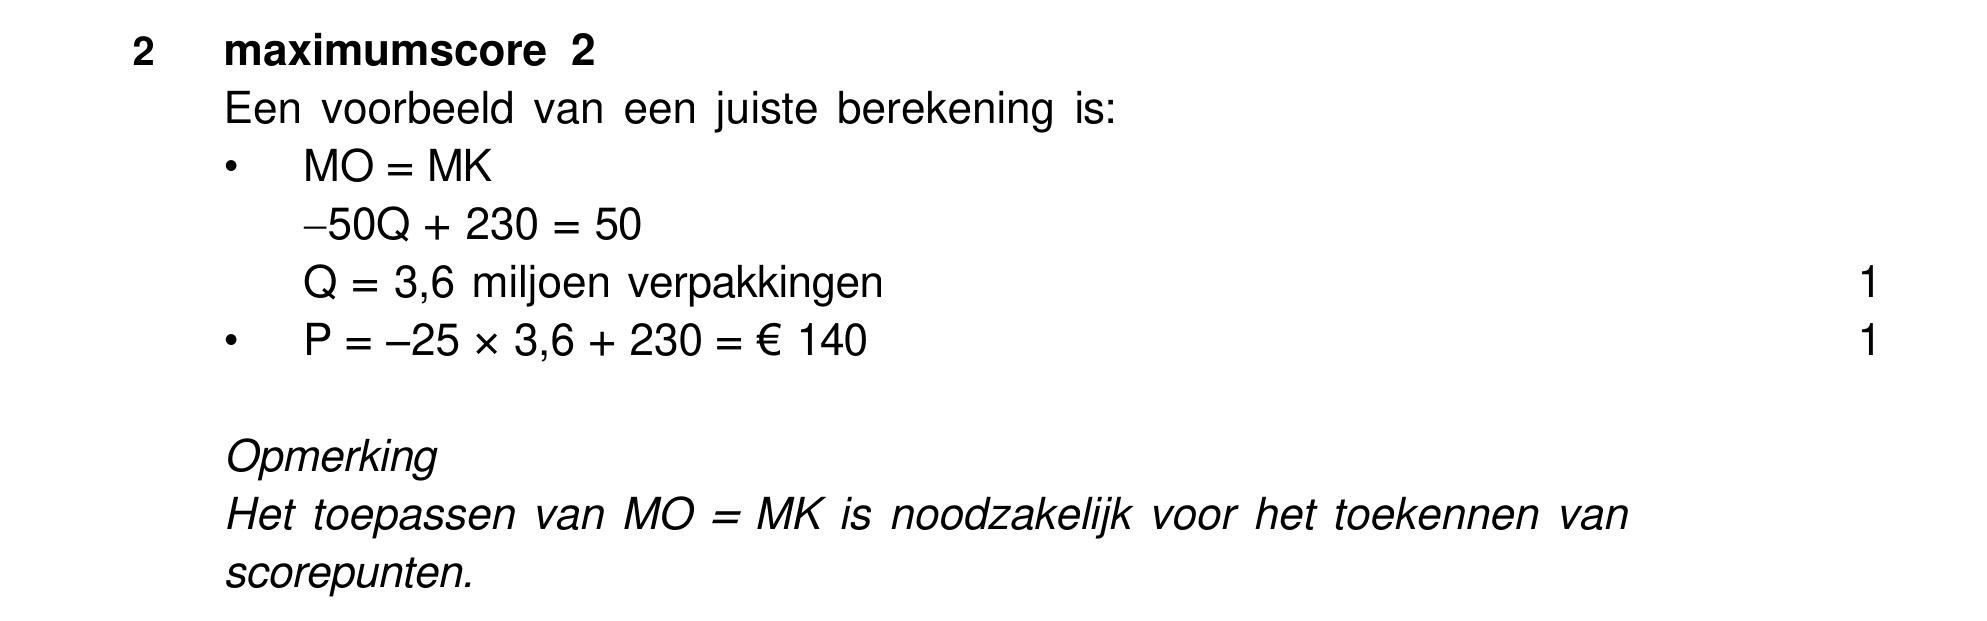 2 maximumscore 2
Een voorbeeld van een juiste berekening is:
• MO = MK
–50Q + 230 = 50
Q = 3,6 miljoen verpakkingen 1
• P = –25 × 3,6 + 230 = € 140 1
Opmerking
Het toepassen van MO = MK is noodzakelijk voor het toekennen van
scorepunten.